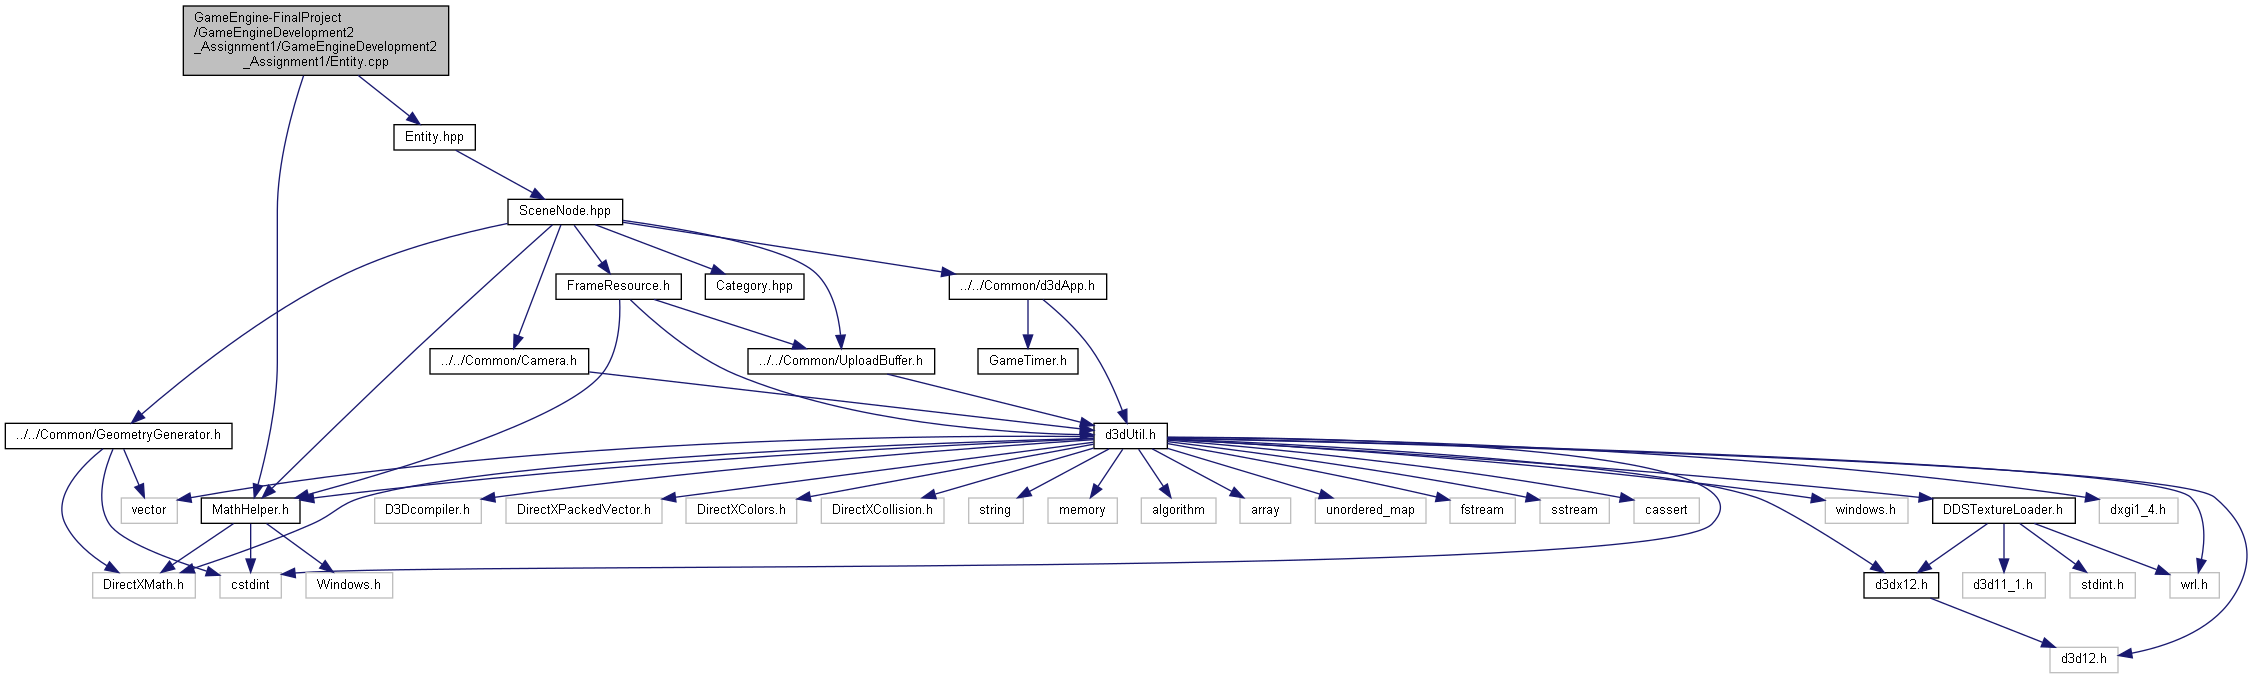 GameEngine-FinalProject
/GameEngineDevelopment2
_Assignment1/GameEngineDevelopment2
_Assignment1/Entity.cpp
Entity.hpp
SceneNode.hpp
FrameResource.h
Category.hpp
../../Common/d3dApp.h
../../Common/Camera.h
../../Common/UploadBuffer.h
GameTimer.h
../../Common/GeometryGenerator.h
d3dUtil.h
vector
MathHelper.h
D3Dcompiler.h
DirectXPackedVector.h
DirectXColors.h
DirectXCollision.h
string
memory
algorithm
array
unordered_map
fstream
sstream
cassert
windows.h
DDSTextureLoader.h
dxgi1_4.h
DirectXMath.h
cstdint
Windows.h
d3dx12.h
d3d11_1.h
stdint.h
wrl.h
d3d12.h